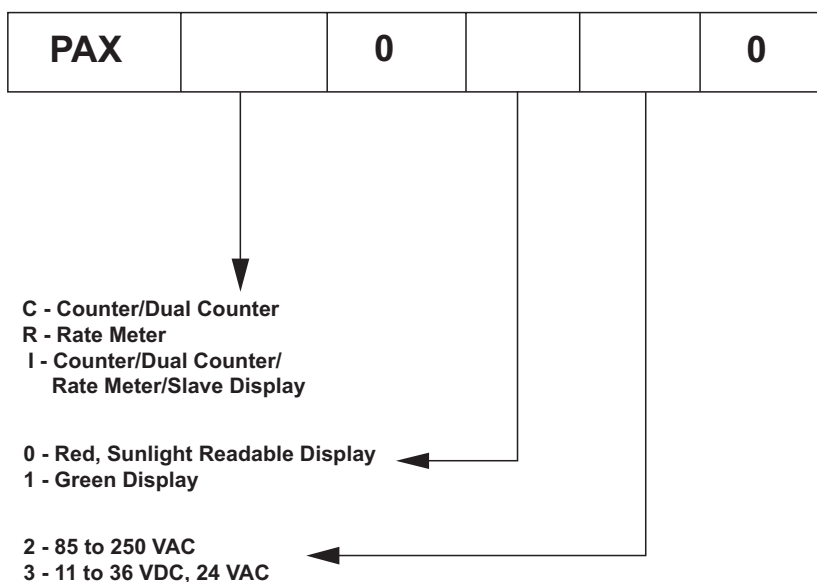 PAX 0 0
C - Counter/Dual Counter
R - Rate Meter
I - Counter/Dual Counter/
Rate Meter/Slave Display
0 - Red, Sunlight Readable Display
1 - Green Display
2 - 85 to 250 VAC
3 - 11 to 36 VDC, 24 VAC